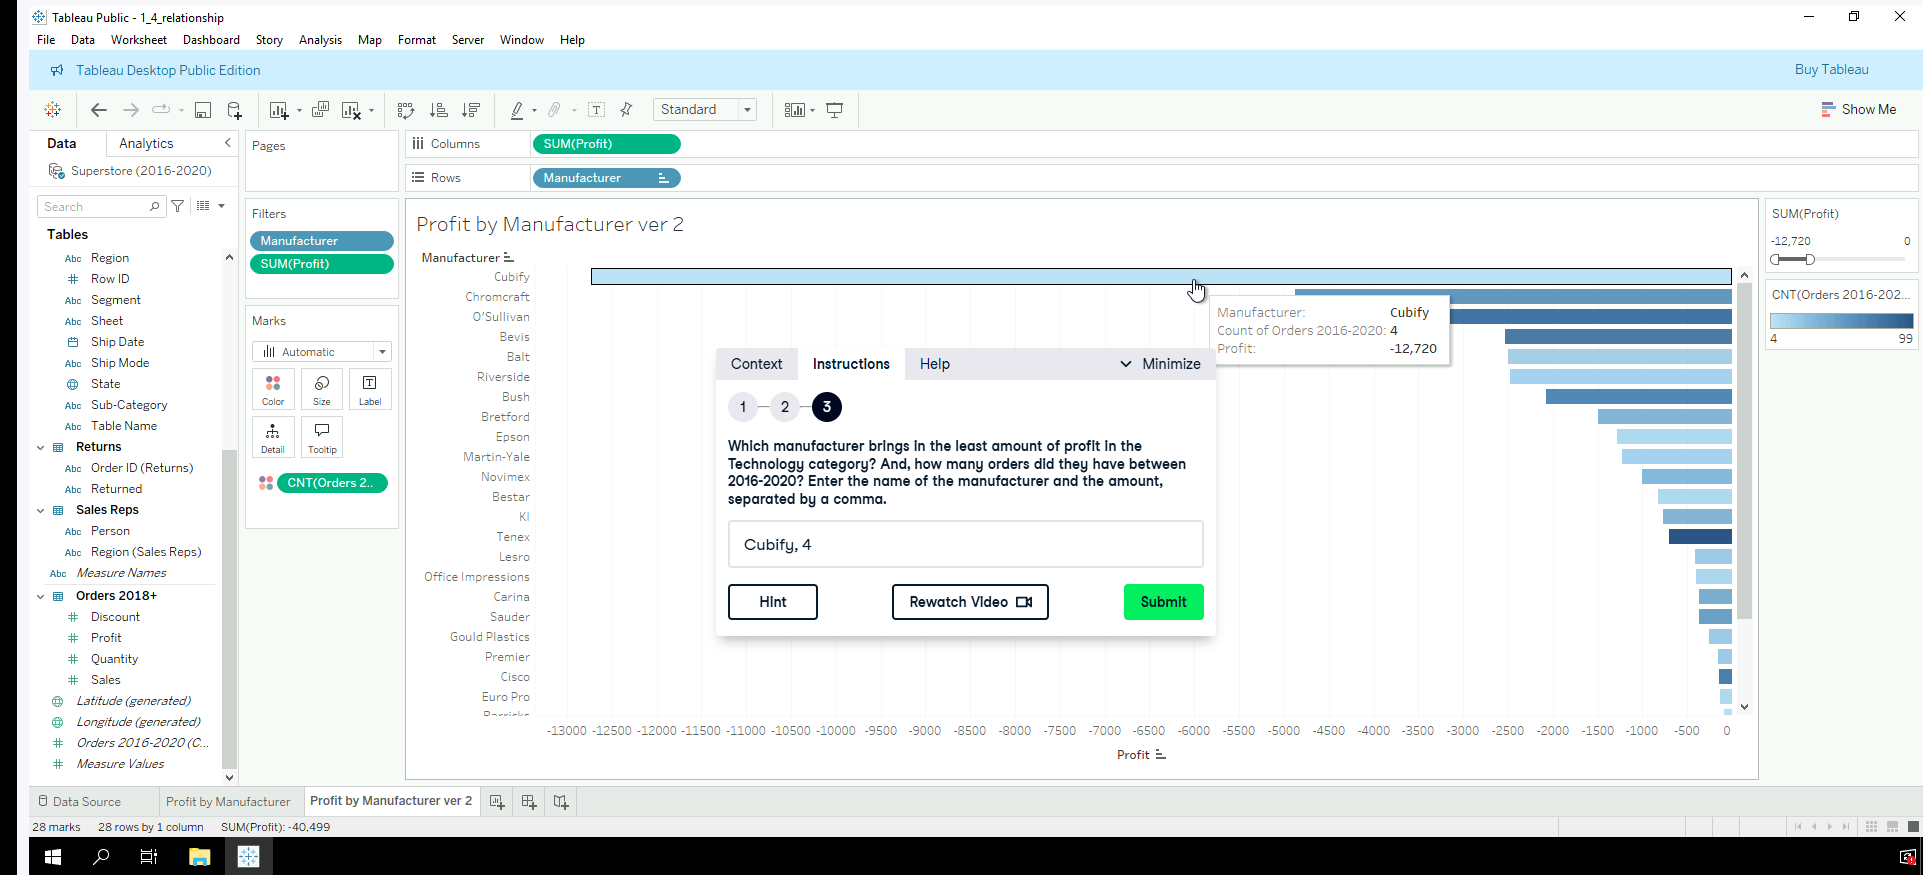 Tableau Public - 1_4_relationship
File Data Worksheet Dashboard Story Analysis Map Format Server Window Help
Tableau Desktop Public Edition
Buy Tableau
Standard
Show Me
Data
Analytics
Superstore (2016-2020)
Search
Tables
Abc Region
Row ID
Abc Segment
Abc Sheet
Ship Date
Abc Ship Mode
State
Abc Sub-Category
Abc Table Name
Returns
Abc Order ID (Returns)
Abc Returned
Sales Reps
Abc Person
Abc Region (Sales Reps)
Abc Measure Names
Orders 2018+
Discount
Profit
Quantity
Sales
Latitude (generated)
Longitude (generated)
Orders 2016-2020 (C...
Measure Values
Pages
Filters
Manufacturer
SUM(Profit)
Marks
Automatic
Color
Size
Label
Detail
Tooltip
CNT(Orders 2..
Columns
SUM(Profit)
Rows
Manufacturer
Profit by Manufacturer ver 2
Manufacturer
Cubify
Chromcraft
O'Sullivan
Bevis
Balt
Riverside
Bush
Bretford
Epson
Martin-Yale
Novimex
Bestar
KI
Tenex
Lesro
Office Impressions
Carina
Sauder
Gould Plastics
Premier
Cisco
Euro Pro
Barricks
-13000 -12500 -12000 -11500 -11000 -10500 -10000 -9500 -9000 -8500 -8000 -7500 -7000 -6500 -6000 -5500 -5000 -4500 -4000 -3500 -3000 -2500 -2000 -1500 -1000 -500 0
Profit
Manufacturer: Cubify
Count of Orders 2016-2020: 4
Profit: -12,720
Context
Instructions
Help
Minimize
1 2 3
Which manufacturer brings in the least amount of profit in the
Technology category? And, how many orders did they have between
2016-2020? Enter the name of the manufacturer and the amount,
separated by a comma.
Cubify, 4
Hint
Rewatch Video
Submit
SUM(Profit)
-12,720 0
CNT(Orders 2016-202...
4 99
Data Source
Profit by Manufacturer
Profit by Manufacturer ver 2
28 marks 28 rows by 1 column SUM(Profit): -40,499